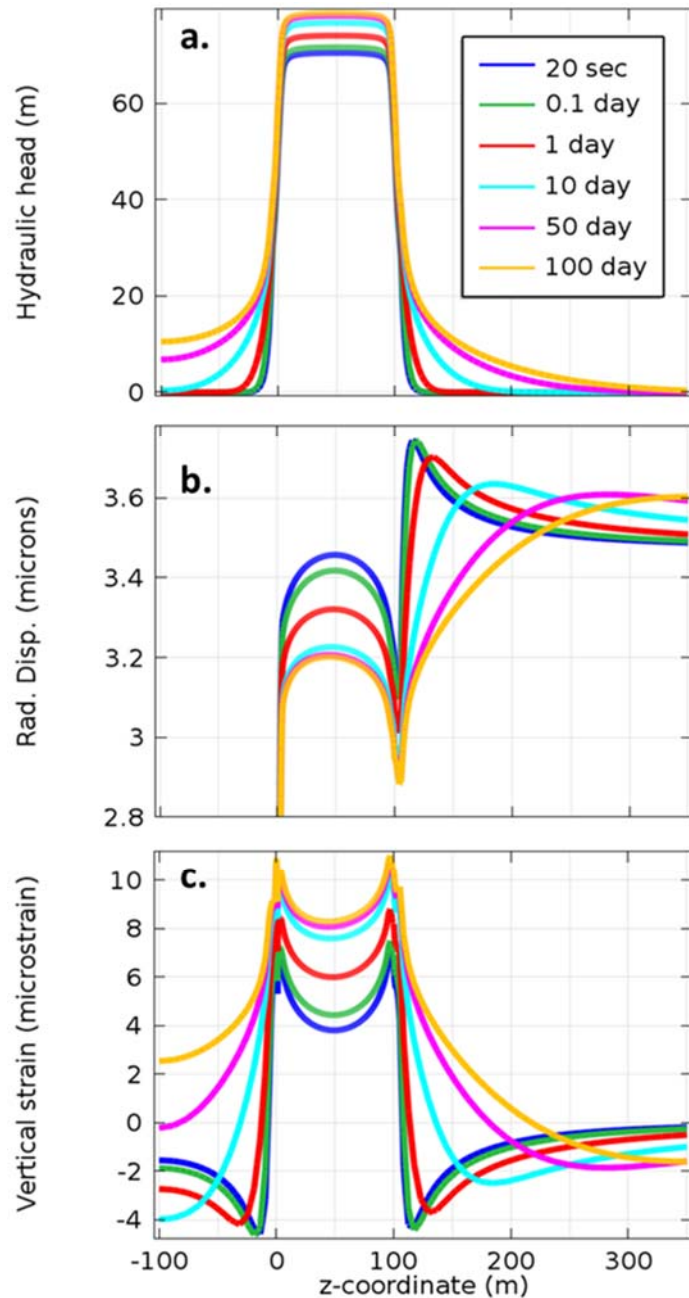 a.
Hydraulic head (m)
60
40
20
0
20 sec
0.1 day
1 day
10 day
50 day
100 day
b.
Rad. Disp. (microns)
3.6
3.4
3.2
3
2.8
c.
Vertical strain (microstrain)
10
8
6
4
2
0
-2
-4
-100 0 100 200 300
z-coordinate (m)